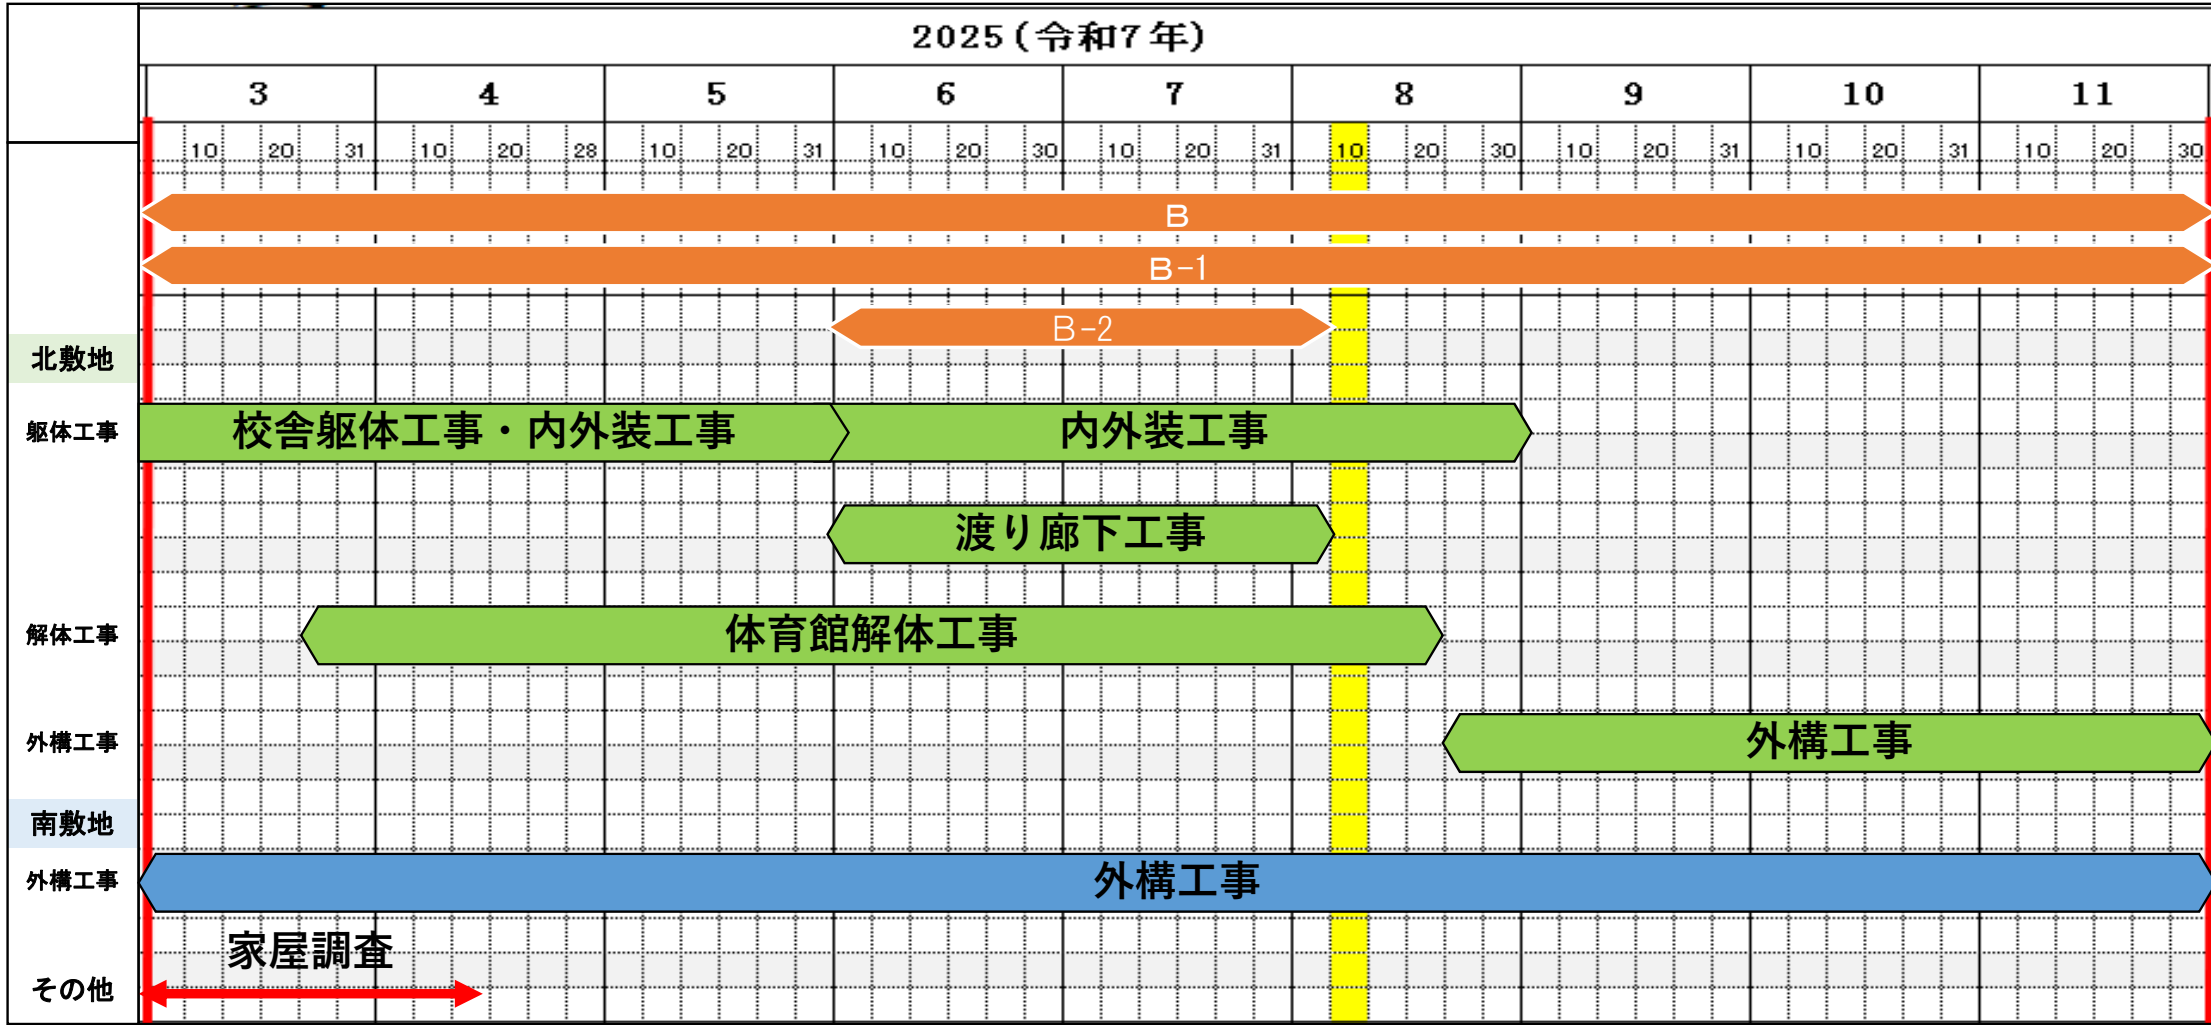 2025(令和7年)
3 4 5 6 7 8 9 10 11
10 20 31 10 20 28 10 20 31 10 20 30 10 20 31 10 20 30 10 20 31 10 20 31 10 20 30
B
B-1
B-2
北敷地
躯体工事 校舎躯体工事・内外装工事 内外装工事
渡り廊下工事
解体工事 体育館解体工事
外構工事 外構工事
南敷地
外構工事 外構工事
家屋調査
その他